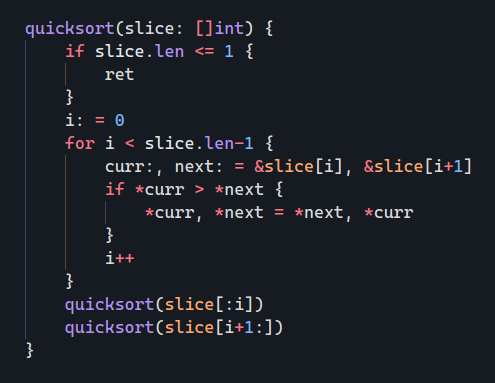 quicksort(slice: []int) {
    if slice.len <= 1 {
        ret
    }
    i: = 0
    for i < slice.len-1 {
        curr:, next: = &slice[i], &slice[i+1]
        if *curr > *next {
            *curr, *next = *next, *curr
        }
        i++
    }
    quicksort(slice[:i])
    quicksort(slice[i+1:])
}